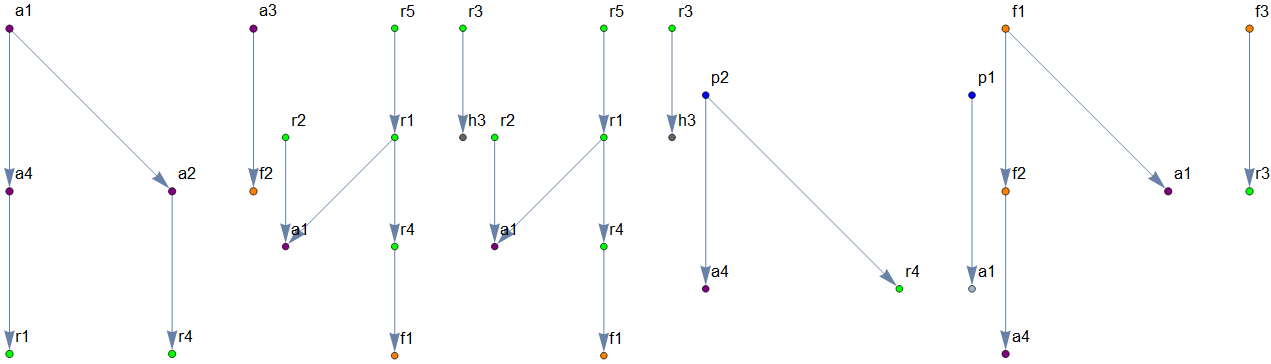 a1 a3 r5 r3 r5 r3 f1 f3
p2 p1
r2 r1 h3 r2 r1 h3
a4 a2 f2 f2 a1 r3
a1 r4 a1 r4
a4 r4 a1
r1 r4 f1 f1 a4